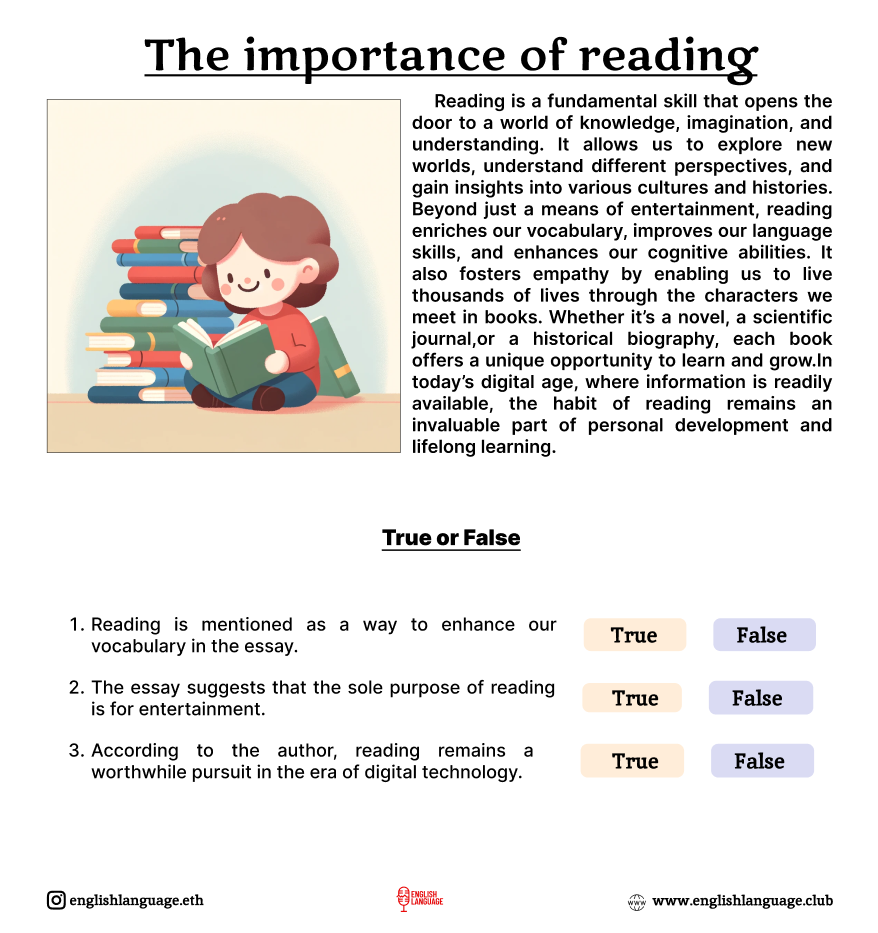 The importance of reading
Reading is a fundamental skill that opens the
door to a world of knowledge, imagination, and
understanding. It allows us to explore new
worlds, understand different perspectives, and
gain insights into various cultures and histories.
Beyond just a means of entertainment, reading
enriches our vocabulary, improves our language
skills, and enhances our cognitive abilities. It
also fosters empathy by enabling us to live
thousands of lives through the characters we
meet in books. Whether it’s a novel, a scientific
journal,or a historical biography, each book
offers a unique opportunity to learn and grow.In
today’s digital age, where information is readily
available, the habit of reading remains an
invaluable part of personal development and
lifelong learning.
True or False
1. Reading is mentioned as a way to enhance our
vocabulary in the essay.
True False
2. The essay suggests that the sole purpose of reading
is for entertainment.
True False
3. According to the author, reading remains a
worthwhile pursuit in the era of digital technology.
True False
englishlanguage.eth
ENGLISH
LANGUAGE
www
www.englishlanguage.club